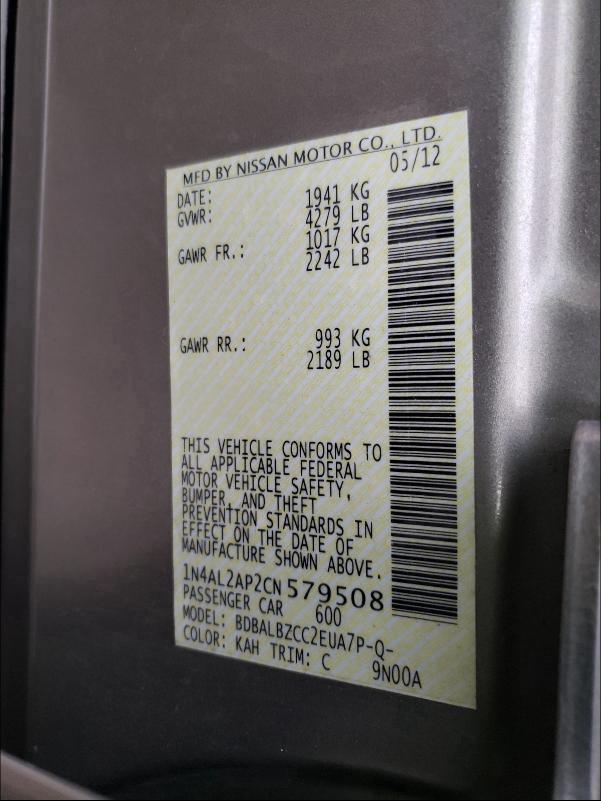 MFD BY NISSAN MOTOR CO., LTD.
DATE: 05/12
GVWR: 1941 KG
4279 LB
GAWR FR.: 1017 KG
2242 LB
GAWR RR.: 993 KG
2189 LB
THIS VEHICLE CONFORMS TO
ALL APPLICABLE FEDERAL
MOTOR VEHICLE SAFETY,
BUMPER, AND THEFT
PREVENTION STANDARDS IN
EFFECT ON THE DATE OF
MANUFACTURE SHOWN ABOVE.
1N4AL2AP2CN579508
PASSENGER CAR 600
MODEL: BDBALBZCC2EUA7P-Q-
COLOR: KAH TRIM: C 9N00A